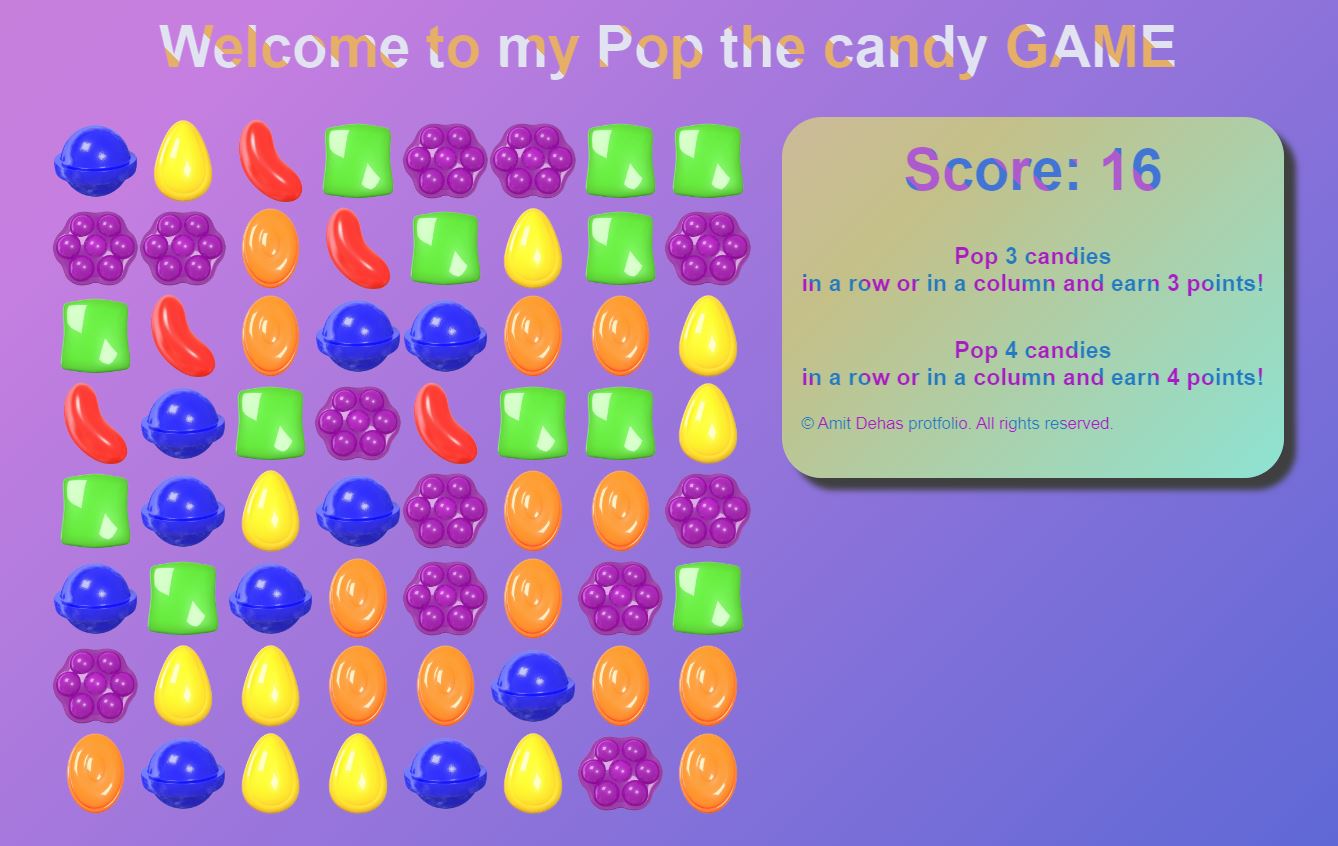 Welcome to my Pop the candy GAME
Score: 16
Pop 3 candies
in a row or in a column and earn 3 points!
Pop 4 candies
in a row or in a column and earn 4 points!
© Amit Dehas protfolio. All rights reserved.